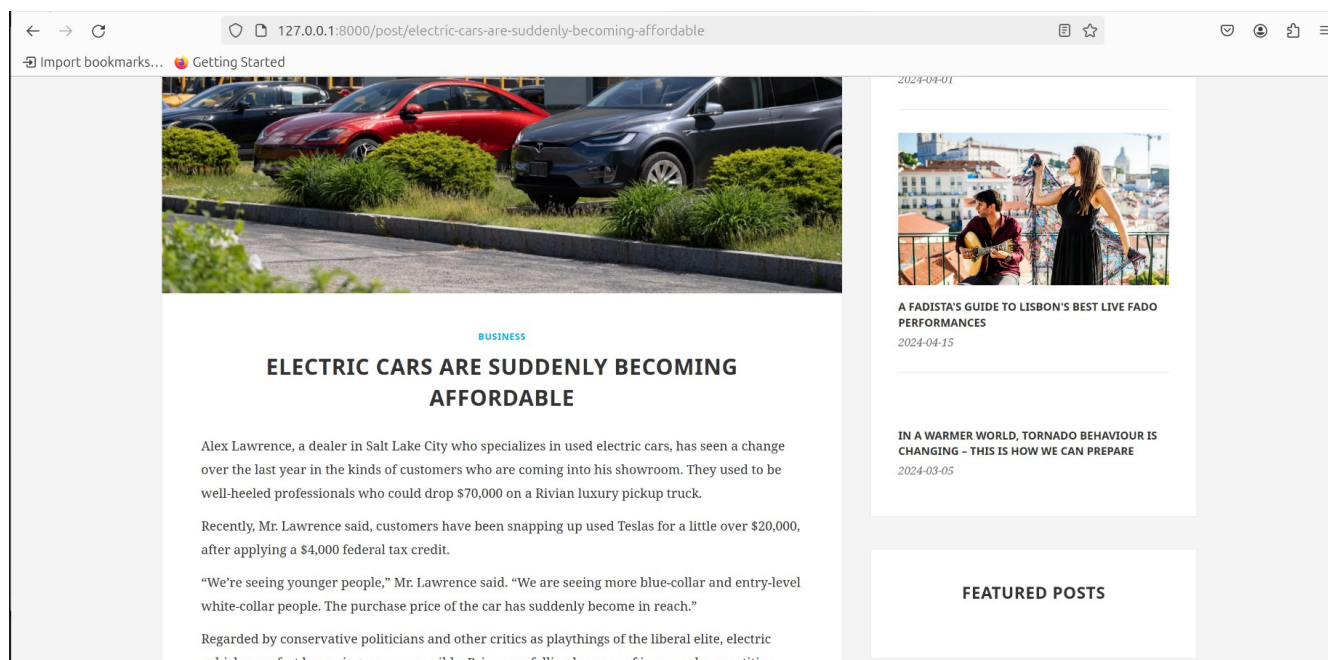 127.0.0.1:8000/post/electric-cars-are-suddenly-becoming-affordable
Import bookmarks...
Getting Started
BUSINESS
ELECTRIC CARS ARE SUDDENLY BECOMING
AFFORDABLE
Alex Lawrence, a dealer in Salt Lake City who specializes in used electric cars, has seen a change
over the last year in the kinds of customers who are coming into his showroom. They used to be
well-heeled professionals who could drop $70,000 on a Rivian luxury pickup truck.
Recently, Mr. Lawrence said, customers have been snapping up used Teslas for a little over $20,000,
after applying a $4,000 federal tax credit.
“We’re seeing younger people,” Mr. Lawrence said. “We are seeing more blue-collar and entry-level
white-collar people. The purchase price of the car has suddenly become in reach.”
Regarded by conservative politicians and other critics as playthings of the liberal elite, electric
2024-04-01
A FADISTA'S GUIDE TO LISBON'S BEST LIVE FADO
PERFORMANCES
2024-04-15
IN A WARMER WORLD, TORNADO BEHAVIOUR IS
CHANGING – THIS IS HOW WE CAN PREPARE
2024-03-05
FEATURED POSTS